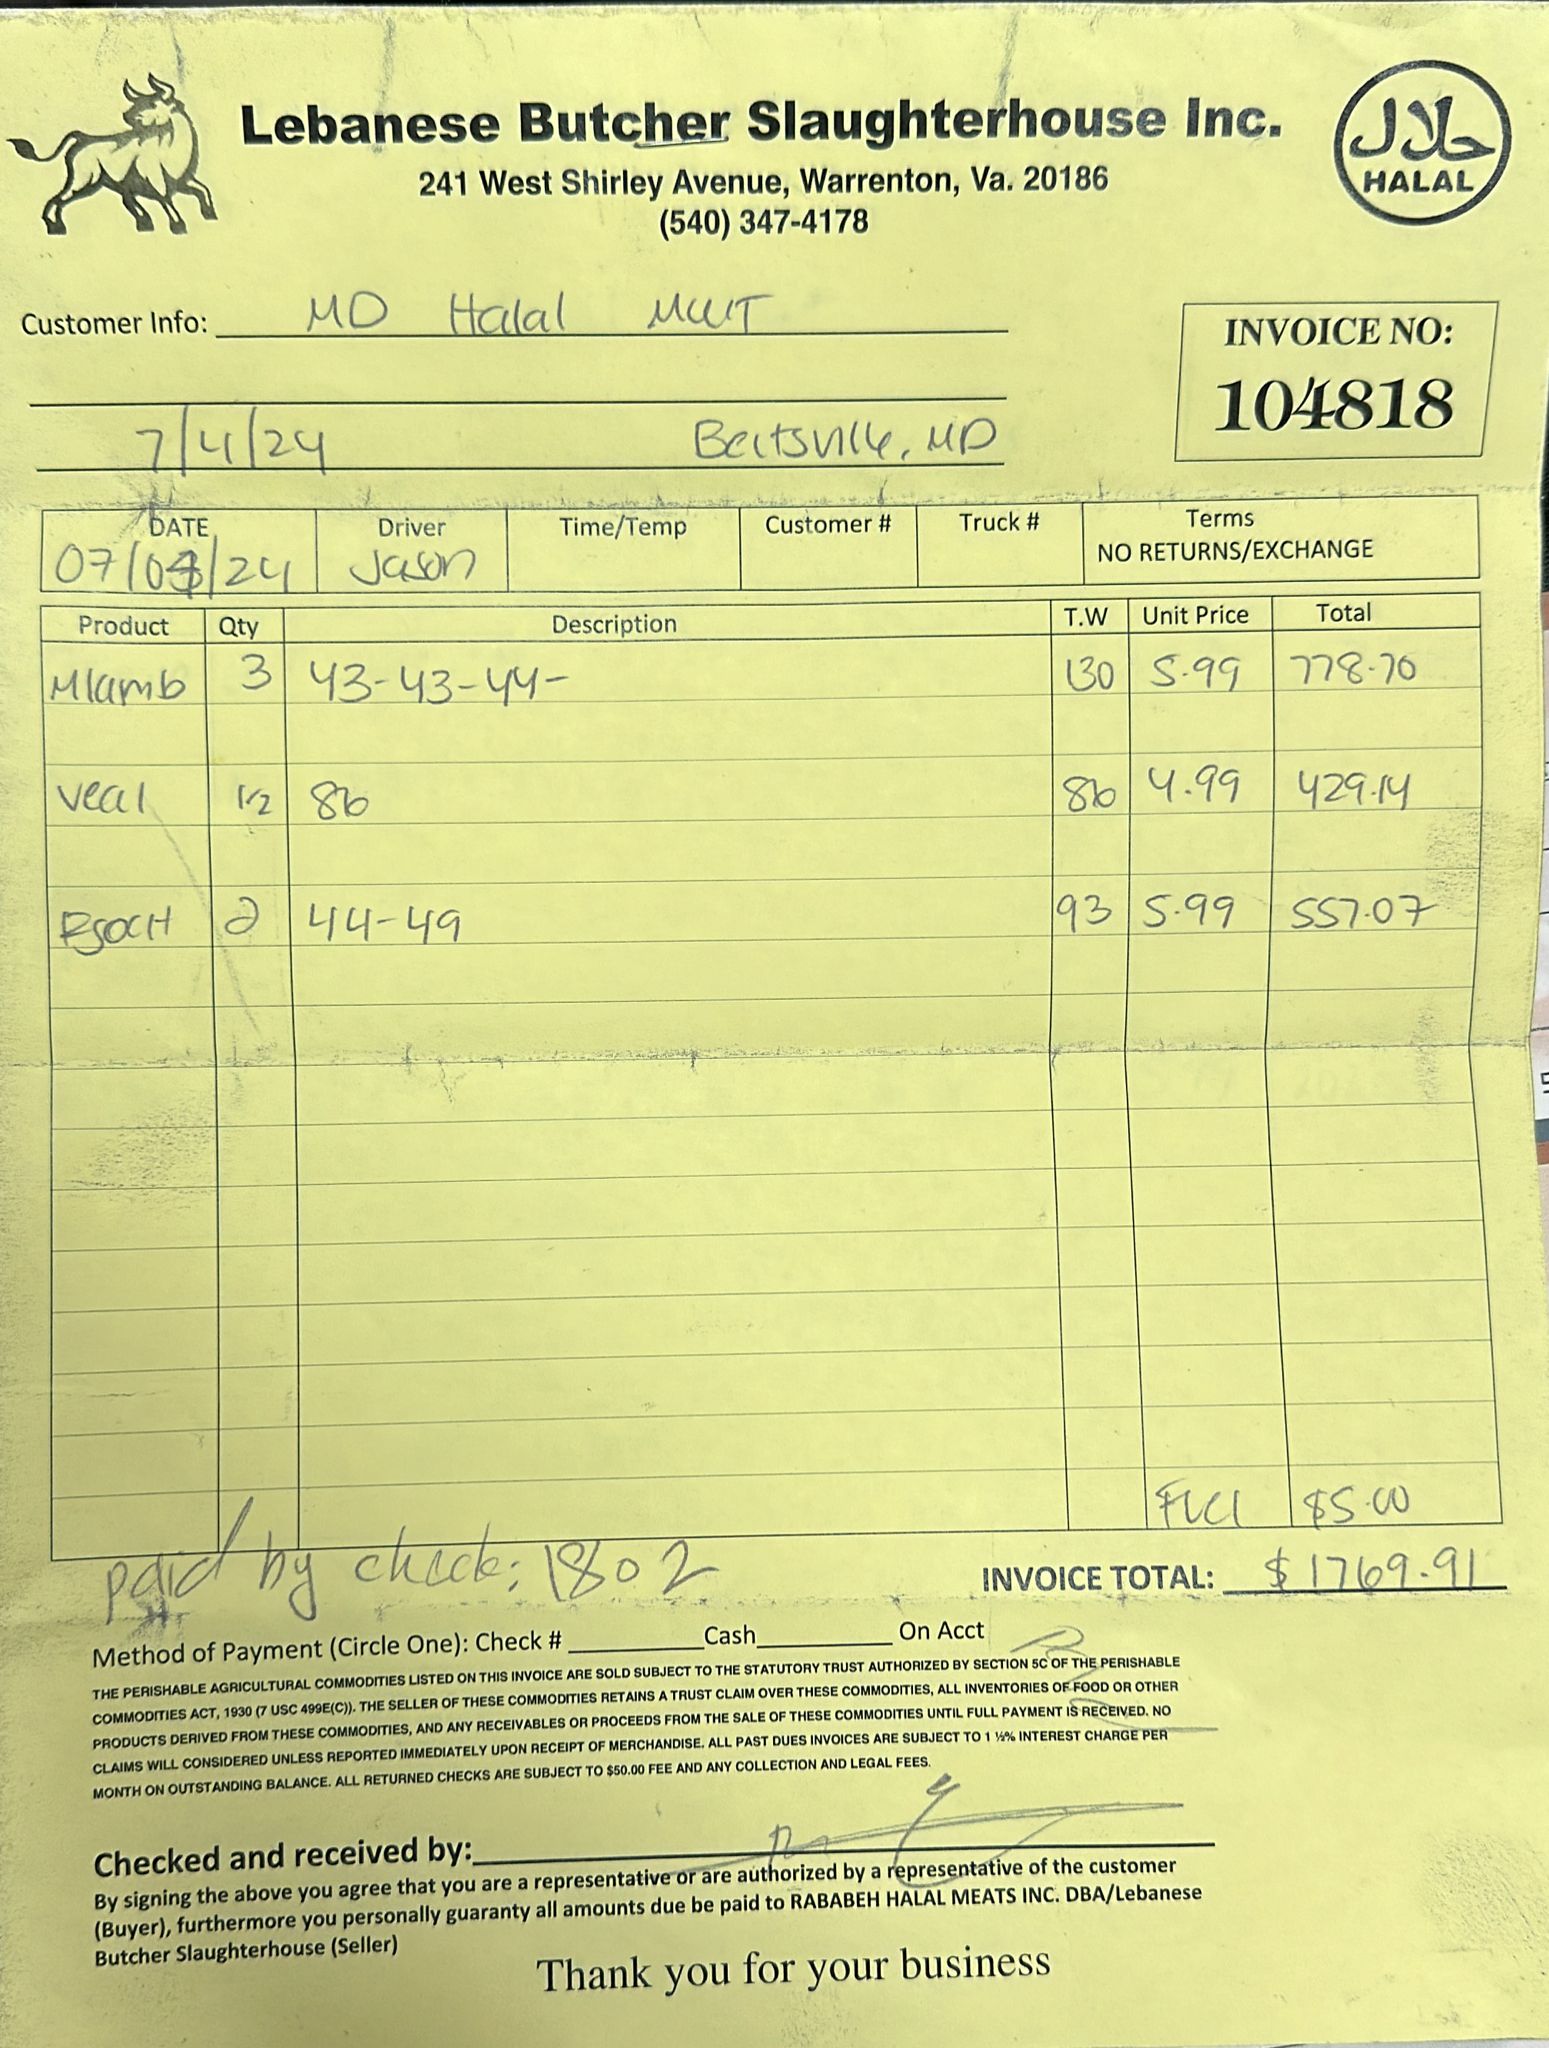 Lebanese Butcher Slaughterhouse Inc.
241 West Shirley Avenue, Warrenton, Va. 20186
(540) 347-4178
حلال
HALAL
Customer Info: MD Halal
INVOICE NO:
104818
7/4/24 Beltsville, MD
DATE Driver Time/Temp Customer # Truck # Terms
07/03/24 Jason NO RETURNS/EXCHANGE
Product Qty Description T.W Unit Price Total
Mlamb 3 43-43-44- 130 5.99 778.70
Veal 1/2 86 86 4.99 429.14
2 44-49 93 5.99 557.07
Fuel $5.00
paid by check: 1802
INVOICE TOTAL: $1769.91
Method of Payment (Circle One): Check # Cash On Acct
THE PERISHABLE AGRICULTURAL COMMODITIES LISTED ON THIS INVOICE ARE SOLD SUBJECT TO THE STATUTORY TRUST AUTHORIZED BY SECTION 5C OF THE PERISHABLE
COMMODITIES ACT, 1930 (7 USC 499E(C)). THE SELLER OF THESE COMMODITIES RETAINS A TRUST CLAIM OVER THESE COMMODITIES, ALL INVENTORIES OF FOOD OR OTHER
PRODUCTS DERIVED FROM THESE COMMODITIES, AND ANY RECEIVABLES OR PROCEEDS FROM THE SALE OF THESE COMMODITIES UNTIL FULL PAYMENT IS RECEIVED. NO
CLAIMS WILL CONSIDERED UNLESS REPORTED IMMEDIATELY UPON RECEIPT OF MERCHANDISE. ALL PAST DUES INVOICES ARE SUBJECT TO 1 ½% INTEREST CHARGE PER
MONTH ON OUTSTANDING BALANCE. ALL RETURNED CHECKS ARE SUBJECT TO $50.00 FEE AND ANY COLLECTION AND LEGAL FEES.
Checked and received by:
By signing the above you agree that you are a representative or are authorized by a representative of the customer
(Buyer), furthermore you personally guaranty all amounts due be paid to RABABEH HALAL MEATS INC. DBA/Lebanese
Butcher Slaughterhouse (Seller)
Thank you for your business